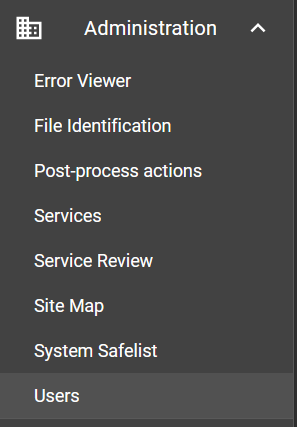 Administration
Error Viewer
File Identification
Post-process actions
Services
Service Review
Site Map
System Safelist
Users